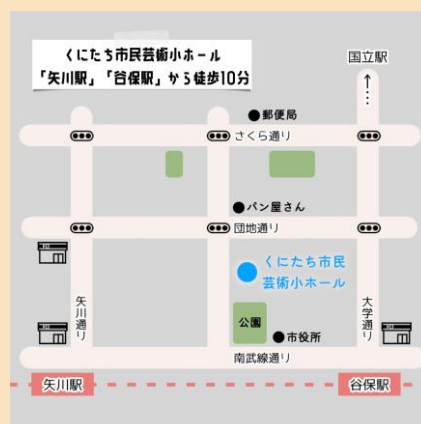 くにたち市民芸術小ホール
「矢川駅」「谷保駅」から徒歩10分
国立駅
郵便局
さくら通り
パン屋さん
団地通り
くにたち市民
芸術小ホール
矢川通り
大学通り
公園
市役所
南武線通り
矢川駅
谷保駅